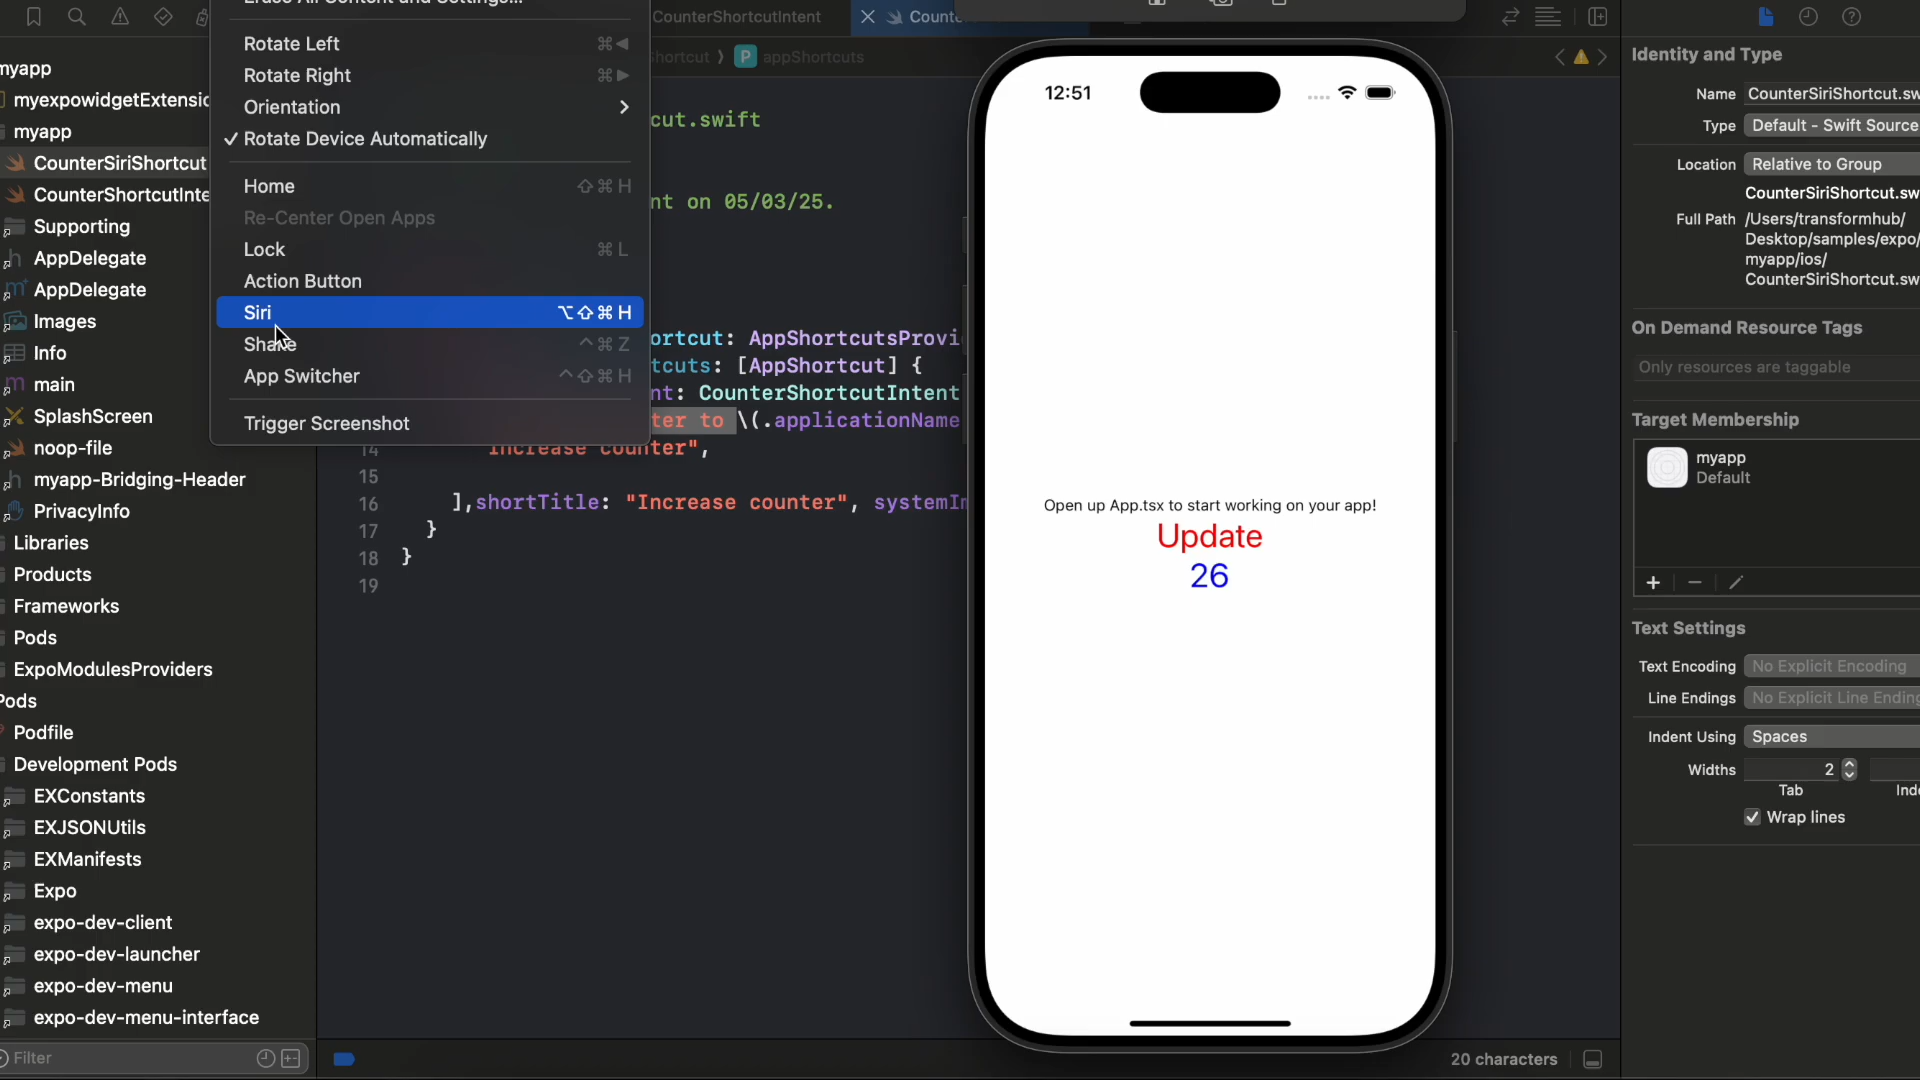 CounterShortcutIntent
Rotate Left ⌘◀
Rotate Right ⌘▶
Orientation
✓ Rotate Device Automatically
Home ⇧⌘H
Re-Center Open Apps
Lock ⌘L
Action Button
Siri ⌥⇧⌘H
Share ^⌘Z
App Switcher ^⇧⌘H
Trigger Screenshot
myapp
myexpowidgetExtensio
myapp
CounterSiriShortcut
CounterShortcutInte
Supporting
AppDelegate
AppDelegate
Images
Info
main
SplashScreen
noop-file
myapp-Bridging-Header
PrivacyInfo
Libraries
Products
Frameworks
Pods
ExpoModulesProviders
Pods
Podfile
Development Pods
EXConstants
EXJSONUtils
EXManifests
Expo
expo-dev-client
expo-dev-launcher
expo-dev-menu
expo-dev-menu-interface
Filter
hortcut 〉 P appShortcuts
cut.swift
nt on 05/03/25.
ortcut: AppShortcutsProvi
tcuts: [AppShortcut] {
nt: CounterShortcutIntent
ter to \(.applicationName
14 "Increase counter",
15
16 ],shortTitle: "Increase counter", systemIm
17 }
18 }
19
12:51
Open up App.tsx to start working on your app!
Update
26
20 characters
Identity and Type
Name CounterSiriShortcut.sw
Type Default - Swift Source
Location Relative to Group
CounterSiriShortcut.sw
Full Path /Users/transformhub/
Desktop/samples/expo/
myapp/ios/
CounterSiriShortcut.sw
On Demand Resource Tags
Only resources are taggable
Target Membership
myapp
Default
Text Settings
Text Encoding No Explicit Encoding
Line Endings No Explicit Line Ending
Indent Using Spaces
Widths 2
Tab Inde
Wrap lines